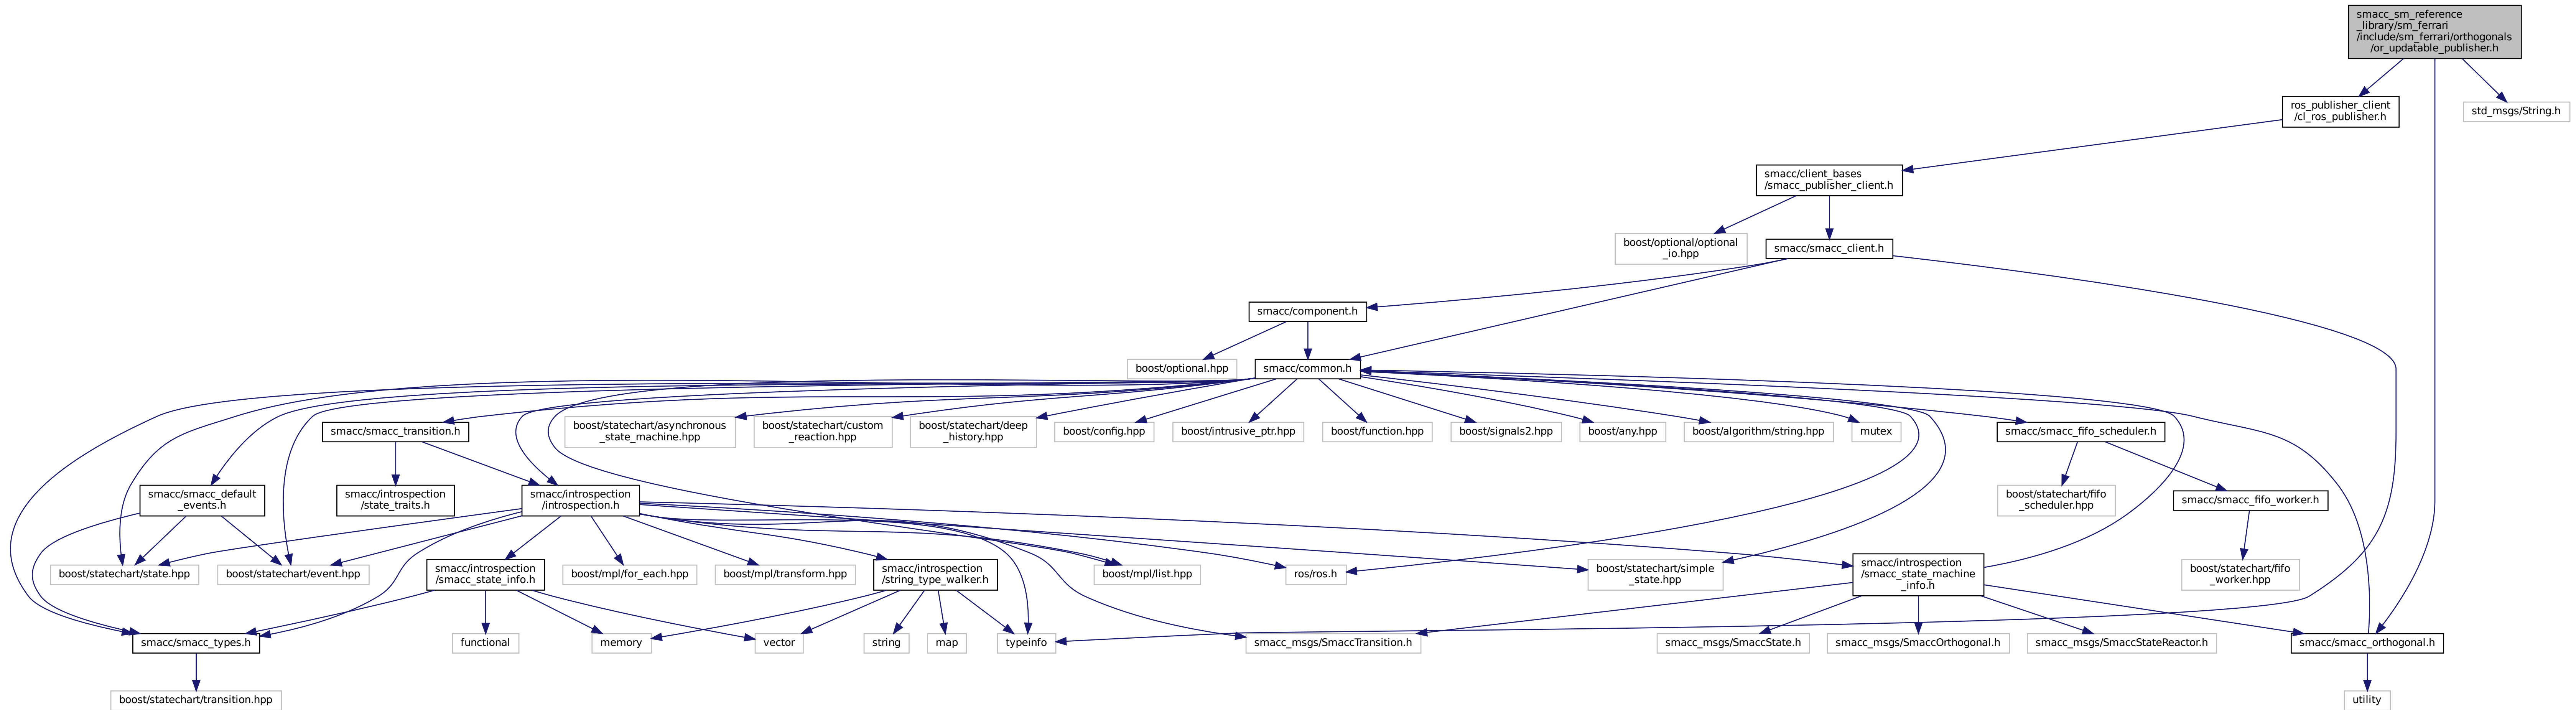 smacc_sm_reference
_library/sm_ferrari
/include/sm_ferrari/orthogonals
/or_updatable_publisher.h
ros_publisher_client
/cl_ros_publisher.h
std_msgs/String.h
smacc/client_bases
/smacc_publisher_client.h
boost/optional/optional
_io.hpp
smacc/smacc_client.h
smacc/component.h
boost/optional.hpp
smacc/common.h
smacc/smacc_transition.h
boost/statechart/asynchronous
_state_machine.hpp
boost/statechart/custom
_reaction.hpp
boost/statechart/deep
_history.hpp
boost/config.hpp
boost/intrusive_ptr.hpp
boost/function.hpp
boost/signals2.hpp
boost/any.hpp
boost/algorithm/string.hpp
mutex
smacc/smacc_fifo_scheduler.h
smacc/smacc_default
_events.h
smacc/introspection
/state_traits.h
smacc/introspection
/introspection.h
boost/statechart/fifo
_scheduler.hpp
smacc/smacc_fifo_worker.h
boost/statechart/state.hpp
boost/statechart/event.hpp
smacc/introspection
/smacc_state_info.h
boost/mpl/for_each.hpp
boost/mpl/transform.hpp
smacc/introspection
/string_type_walker.h
boost/mpl/list.hpp
ros/ros.h
boost/statechart/simple
_state.hpp
smacc/introspection
/smacc_state_machine
_info.h
boost/statechart/fifo
_worker.hpp
smacc/smacc_types.h
functional
memory
vector
string
map
typeinfo
smacc_msgs/SmaccTransition.h
smacc_msgs/SmaccState.h
smacc_msgs/SmaccOrthogonal.h
smacc_msgs/SmaccStateReactor.h
smacc/smacc_orthogonal.h
boost/statechart/transition.hpp
utility